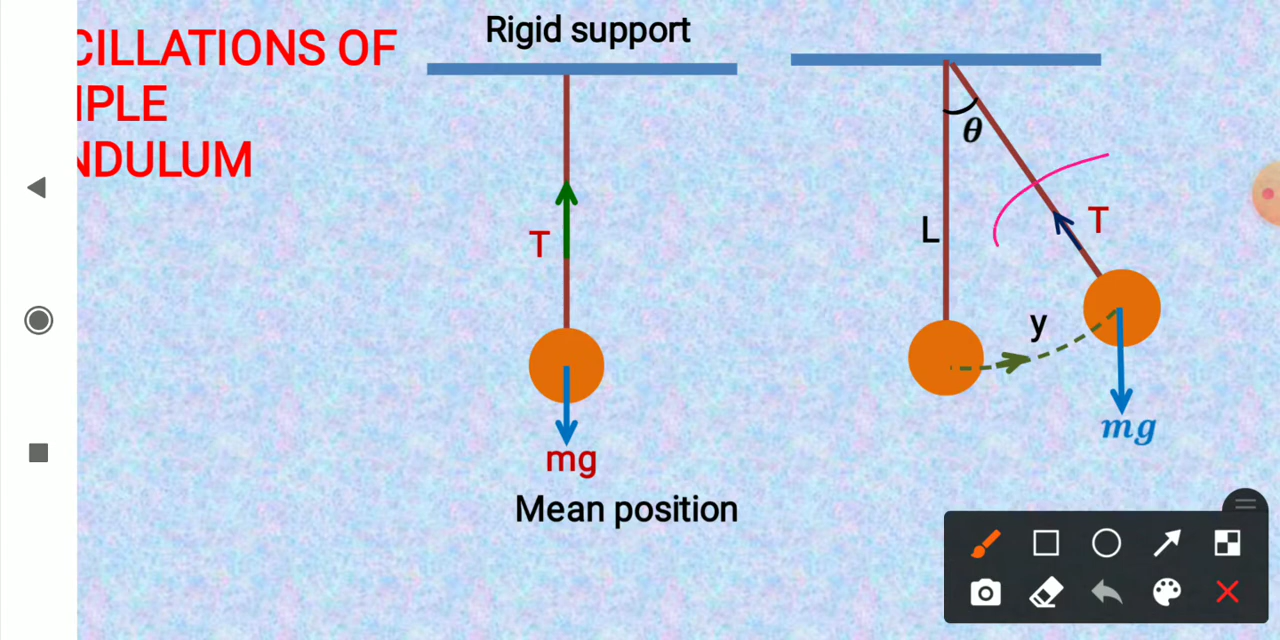 CILLATIONS OF
IPLE
NDULUM
Rigid support
T
mg
Mean position
θ
L
T
y
mg